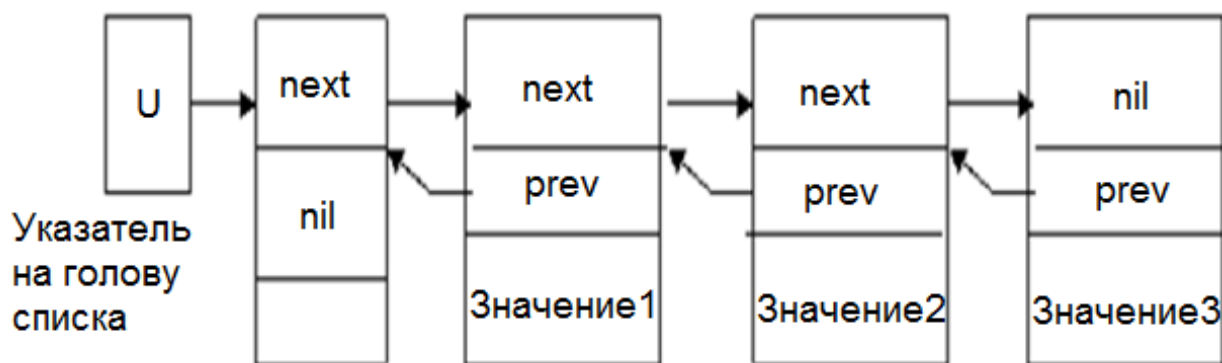 U
next
next
next
nil
nil
prev
prev
prev
Указатель
на голову
списка
Значение1
Значение2
Значение3